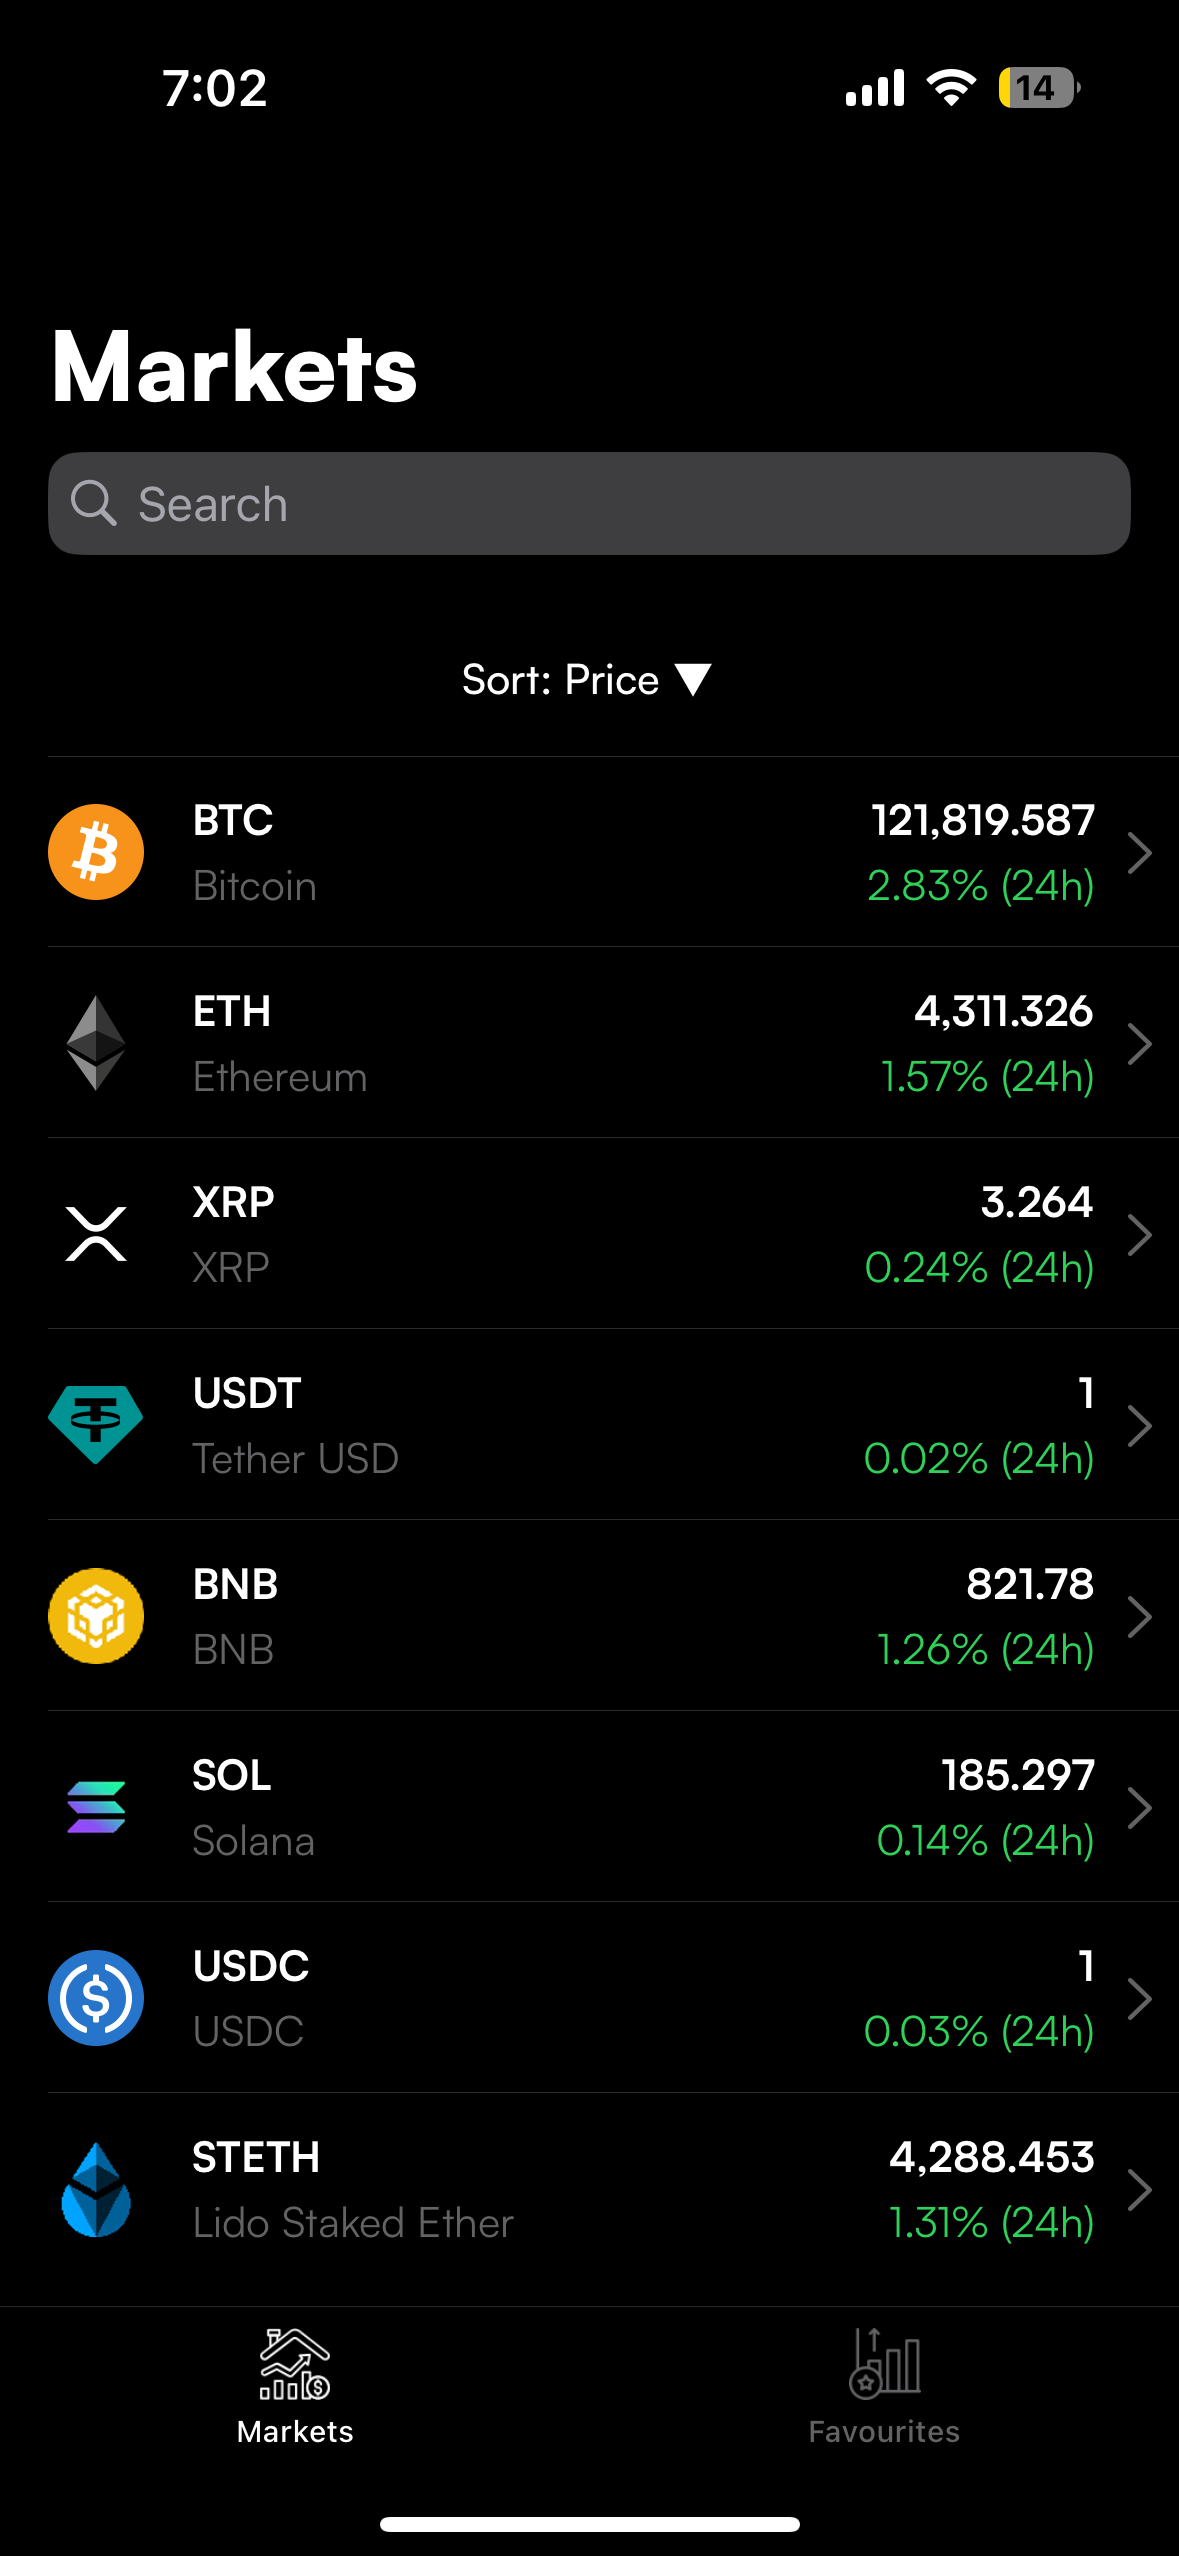 7:02
14
Markets
Search
Sort: Price ▼
BTC
121,819.587
Bitcoin
2.83% (24h)
ETH
4,311.326
Ethereum
1.57% (24h)
XRP
3.264
XRP
0.24% (24h)
USDT
1
Tether USD
0.02% (24h)
BNB
821.78
BNB
1.26% (24h)
SOL
185.297
Solana
0.14% (24h)
USDC
1
USDC
0.03% (24h)
STETH
4,288.453
Lido Staked Ether
1.31% (24h)
Markets
Favourites